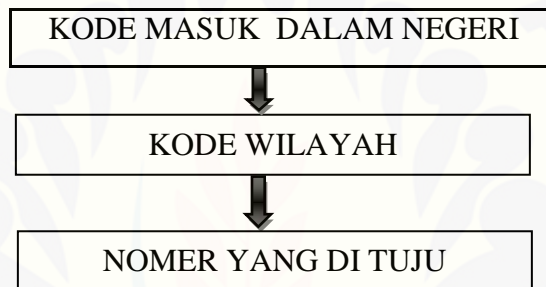 KODE MASUK DALAM NEGERI
KODE WILAYAH
NOMER YANG DI TUJU